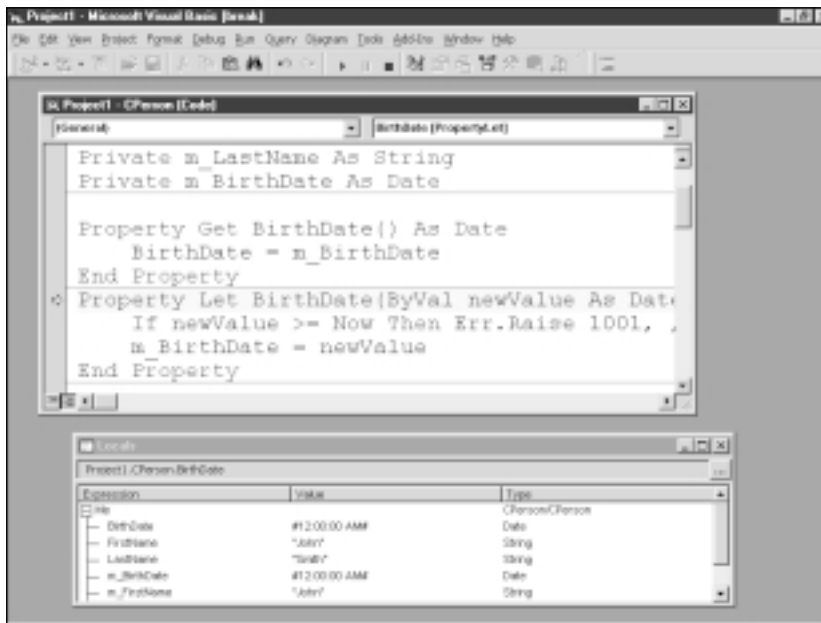 Project1 - Microsoft Visual Basic [break]
File Edit View Project Format Debug Run Query Diagram Tools Add-Ins Window Help
Project1 - CPerson (Code)
(General)
BirthDate [PropertyLet]
Private m_LastName As String
Private m_BirthDate As Date
Property Get BirthDate() As Date
BirthDate = m_BirthDate
End Property
Property Let BirthDate(ByVal newValue As Date
If newValue >= Now Then Err.Raise 1001, ,
m_BirthDate = newValue
End Property
Locals
Project1.CPerson.BirthDate
...
Expression Value Type
Me CPerson/CPerson
BirthDate #12:00:00 AM# Date
FirstName "John" String
LastName "Smith" String
m_BirthDate #12:00:00 AM# Date
m_FirstName "John" String